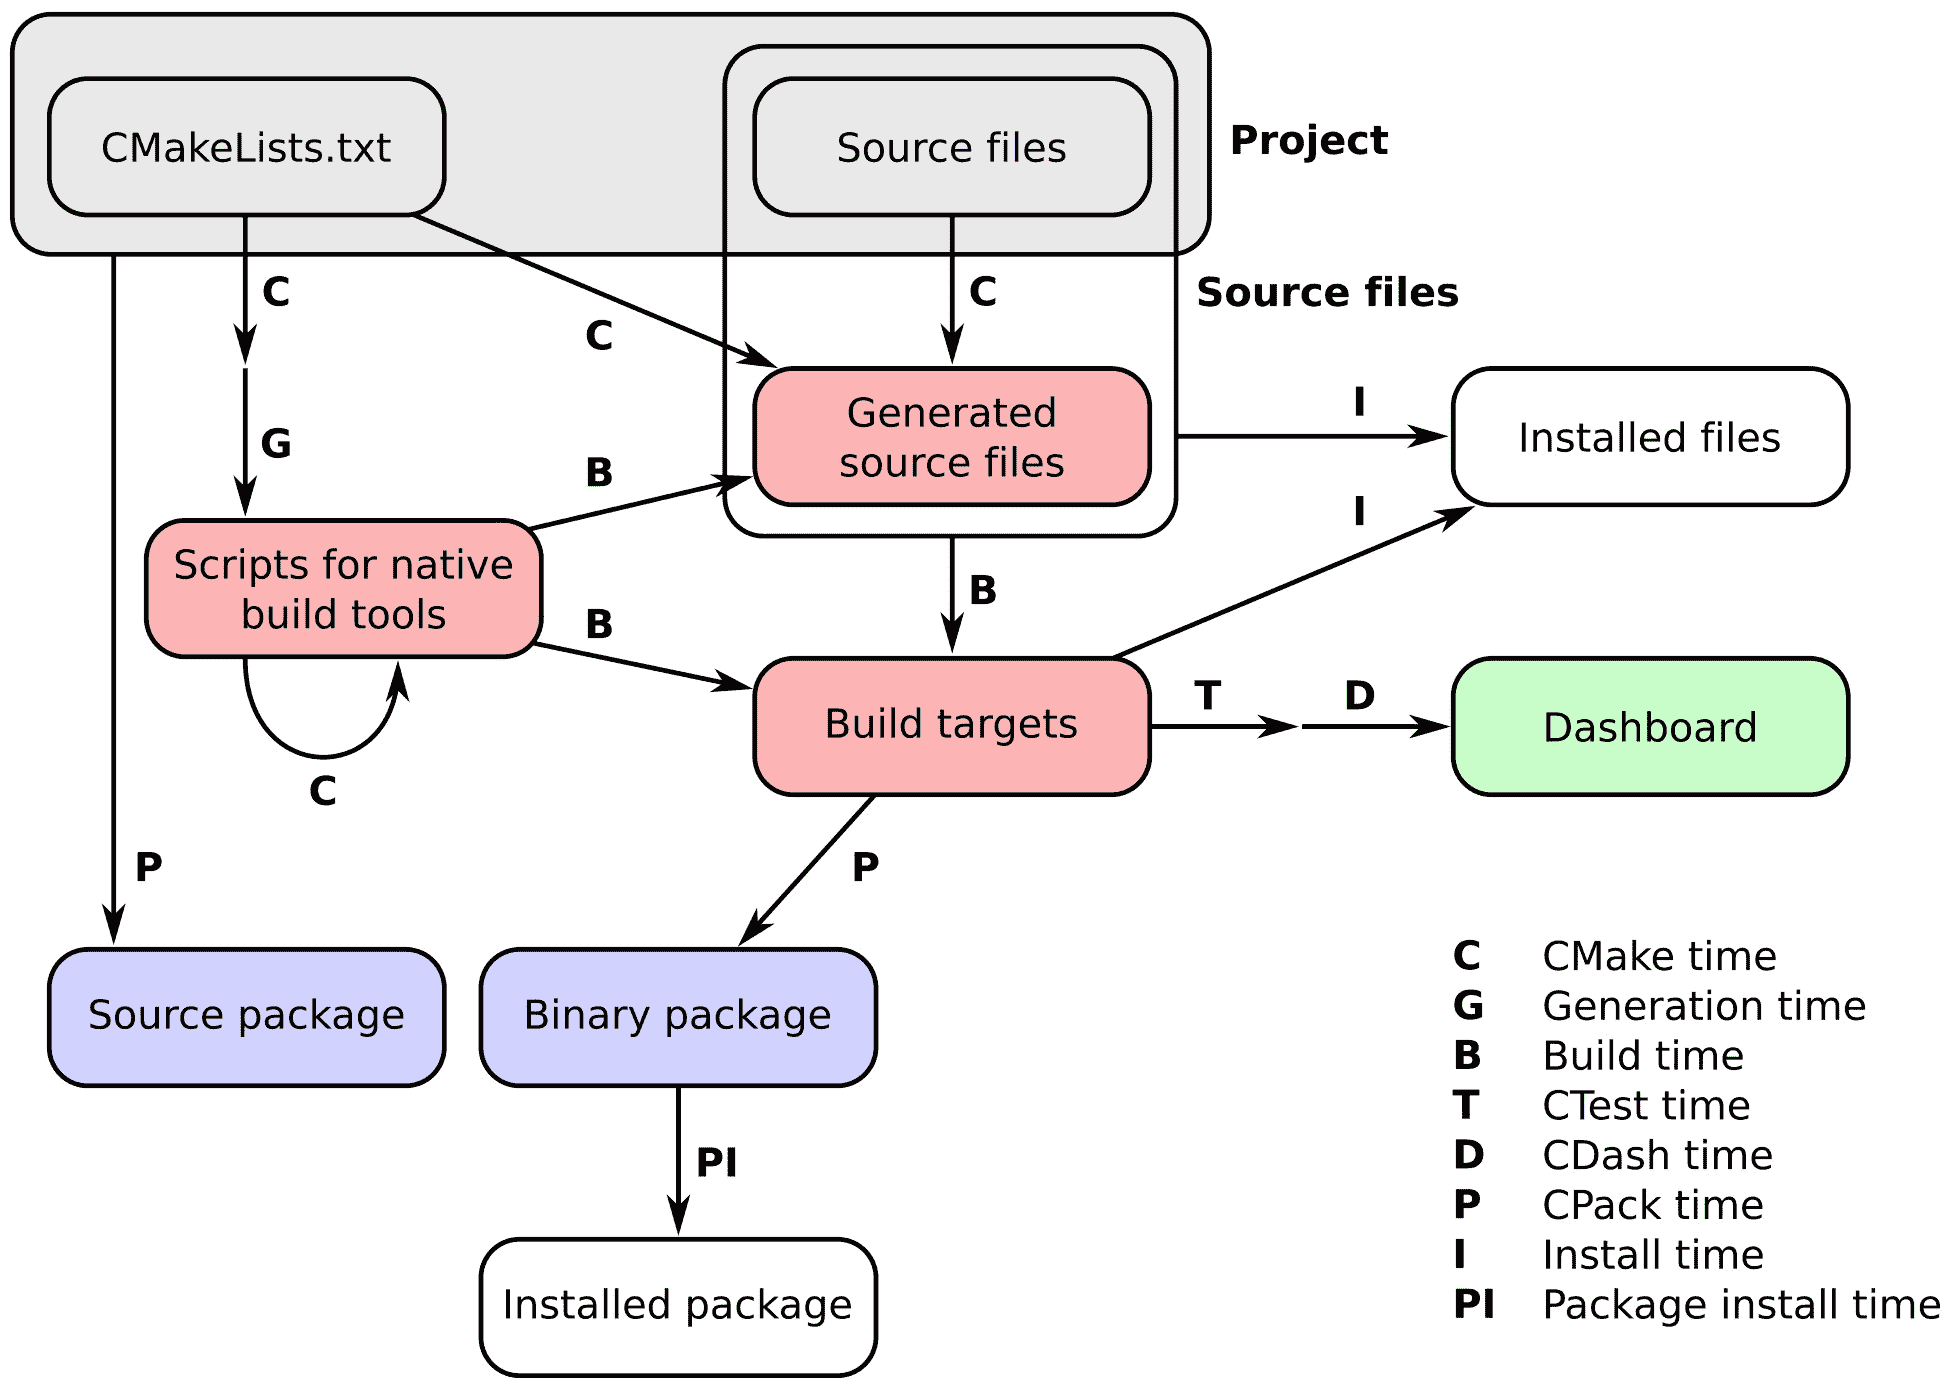 CMakeLists.txt
Source files
Project
C
C
Source files
C
Generated
source files
I
Installed files
G
B
I
Scripts for native
build tools
B
B
Build targets
T
D
Dashboard
C
P
P
Source package
Binary package
PI
Installed package
C CMake time
G Generation time
B Build time
T CTest time
D CDash time
P CPack time
I Install time
PI Package install time